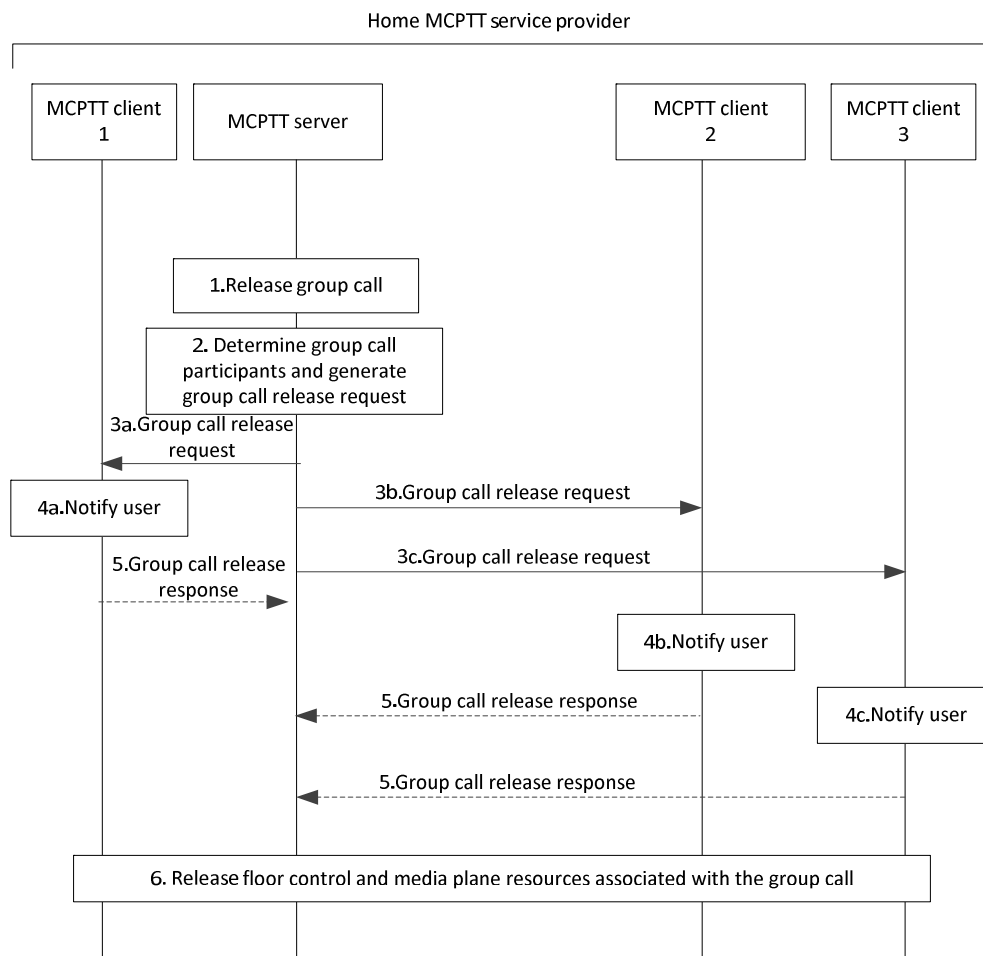 Home MCPTT service provider
MCPTT client
1
MCPTT server
MCPTT client
2
MCPTT client
3
1.Release group call
2. Determine group call
participants and generate
group call release request
3a.Group call release
request
3b.Group call release request
4a.Notify user
3c.Group call release request
5.Group call release
response
4b.Notify user
5.Group call release response
4c.Notify user
5.Group call release response
6. Release floor control and media plane resources associated with the group call